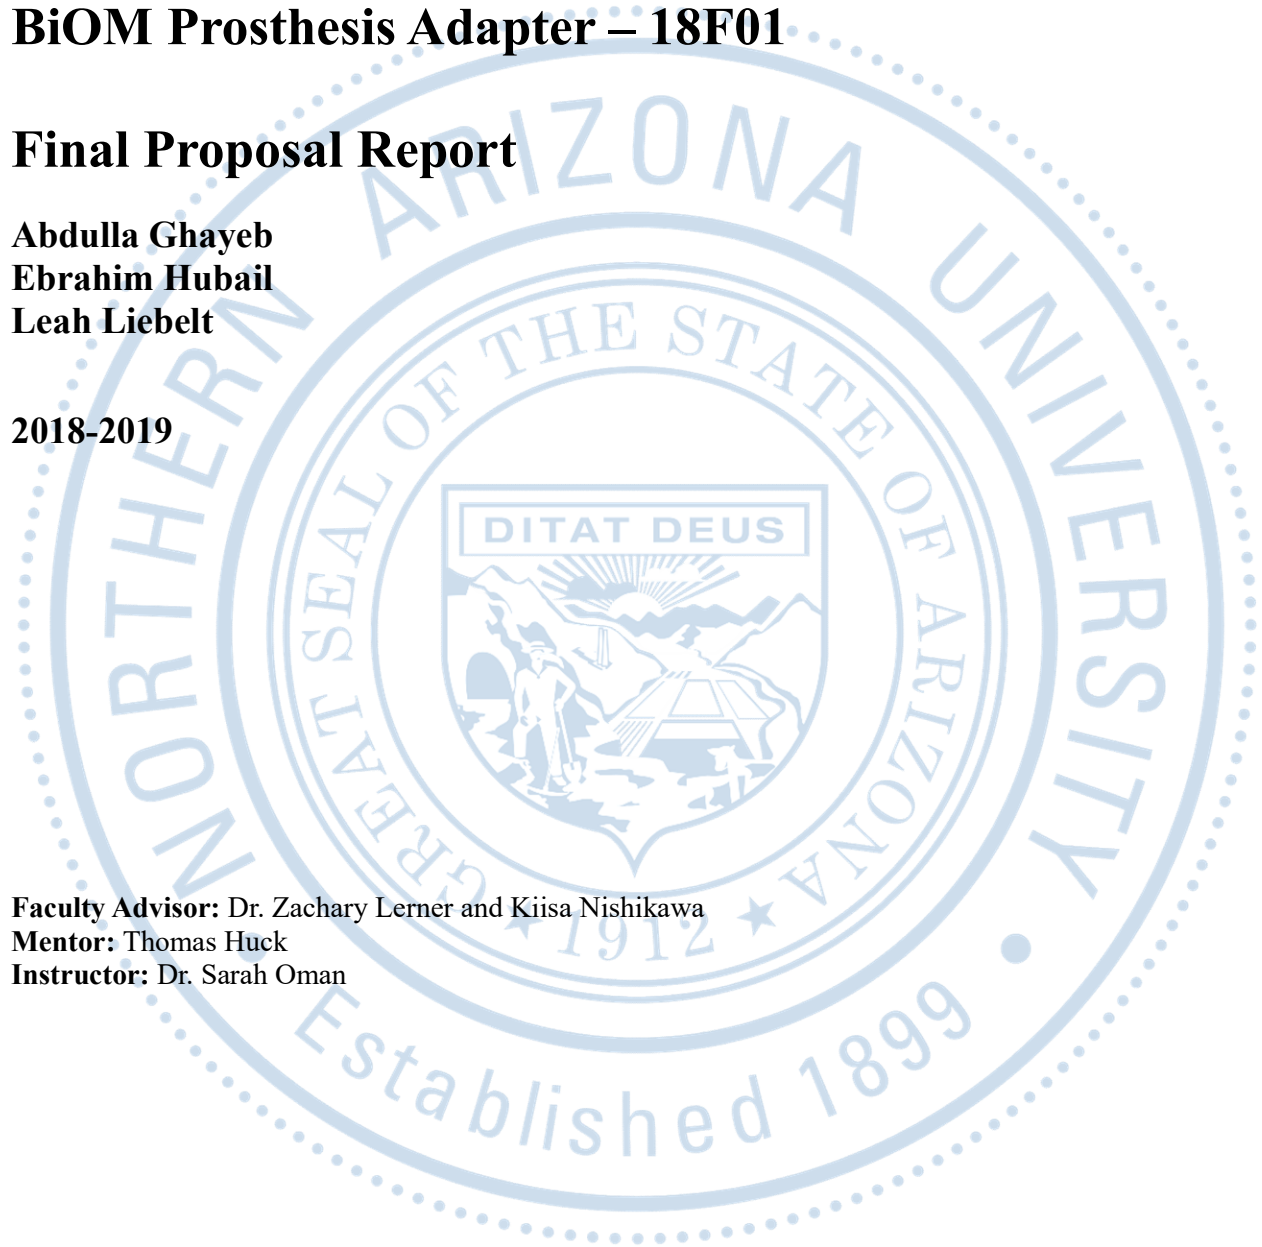 BiOM Prosthesis Adapter – 18F01
Final Proposal Report
Abdulla Ghayeb
Ebrahim Hubail
Leah Liebelt
2018-2019
Faculty Advisor: Dr. Zachary Lerner and Kiisa Nishikawa
Mentor: Thomas Huck
Instructor: Dr. Sarah Oman
NORTHERN ARIZONA UNIVERSITY
GREAT SEAL OF THE STATE OF ARIZONA
DITAT DEUS
★ 1912 ★
• Established 1899 •